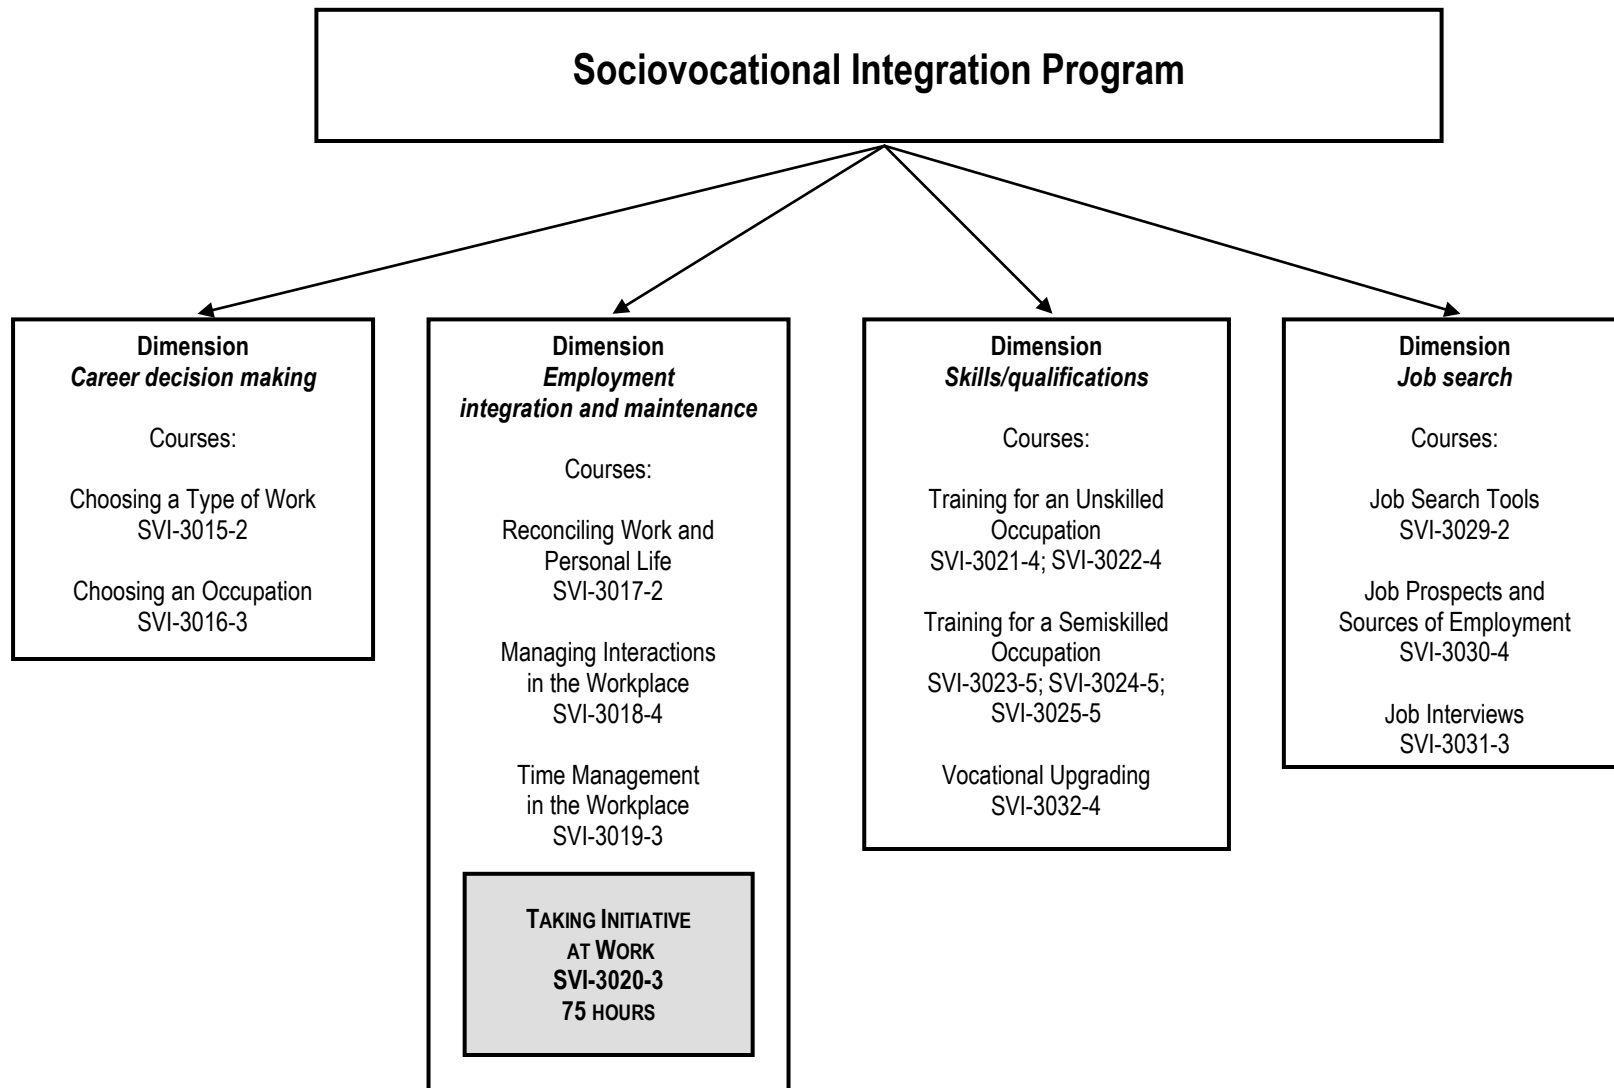 Sociovocational Integration Program
Dimension
Career decision making
Courses:
Choosing a Type of Work
SVI-3015-2
Choosing an Occupation
SVI-3016-3
Dimension
Employment
integration and maintenance
Courses:
Reconciling Work and
Personal Life
SVI-3017-2
Managing Interactions
in the Workplace
SVI-3018-4
Time Management
in the Workplace
SVI-3019-3
TAKING INITIATIVE
AT WORK
SVI-3020-3
75 HOURS
Dimension
Skills/qualifications
Courses:
Training for an Unskilled
Occupation
SVI-3021-4; SVI-3022-4
Training for a Semiskilled
Occupation
SVI-3023-5; SVI-3024-5;
SVI-3025-5
Vocational Upgrading
SVI-3032-4
Dimension
Job search
Courses:
Job Search Tools
SVI-3029-2
Job Prospects and
Sources of Employment
SVI-3030-4
Job Interviews
SVI-3031-3